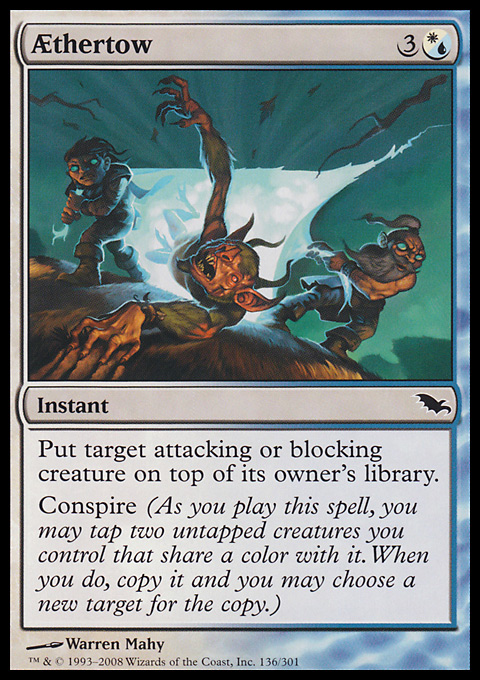 Æthertow 3
Instant
Put target attacking or blocking
creature on top of its owner's library.
Conspire (As you play this spell, you
may tap two untapped creatures you
control that share a color with it. When
you do, copy it and you may choose a
new target for the copy.)
Warren Mahy
™ & © 1993–2008 Wizards of the Coast, Inc. 136/301